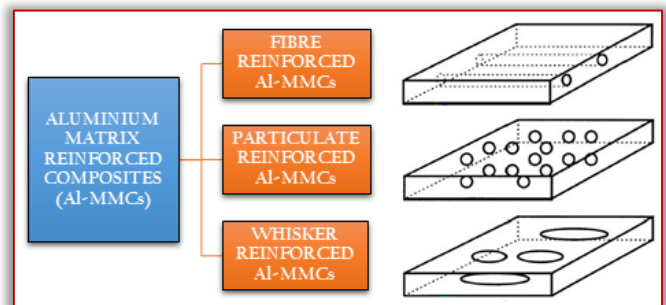 ALUMINIUM
MATRIX
REINFORCED
COMPOSITES
(Al-MMCs)
FIBRE
REINFORCED
Al-MMCs
PARTICULATE
REINFORCED
Al-MMCs
WHISKER
REINFORCED
Al-MMCs